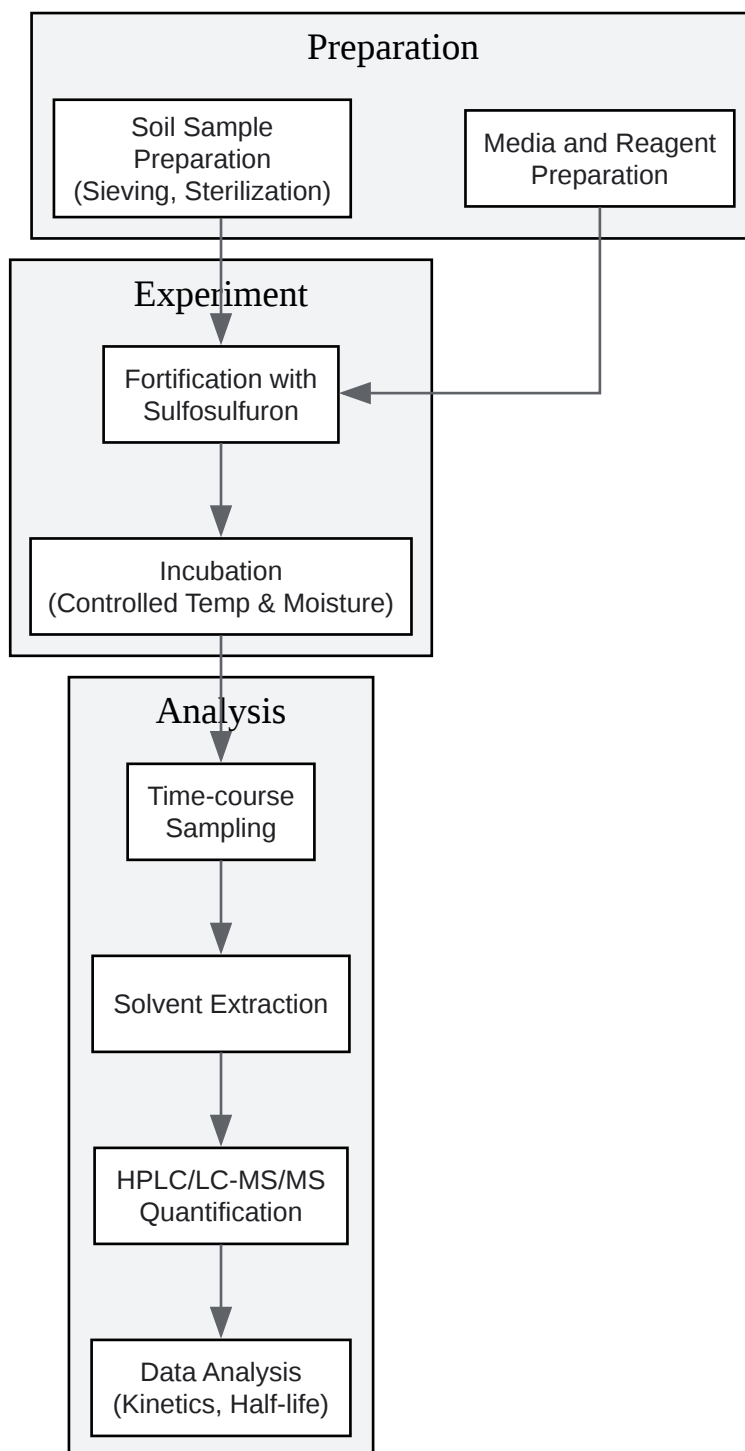 Preparation
Soil Sample
Preparation
(Sieving, Sterilization)
Media and Reagent
Preparation
Experiment
Fortification with
Sulfosulfuron
Incubation
(Controlled Temp & Moisture)
Analysis
Time-course
Sampling
Solvent Extraction
HPLC/LC-MS/MS
Quantification
Data Analysis
(Kinetics, Half-life)